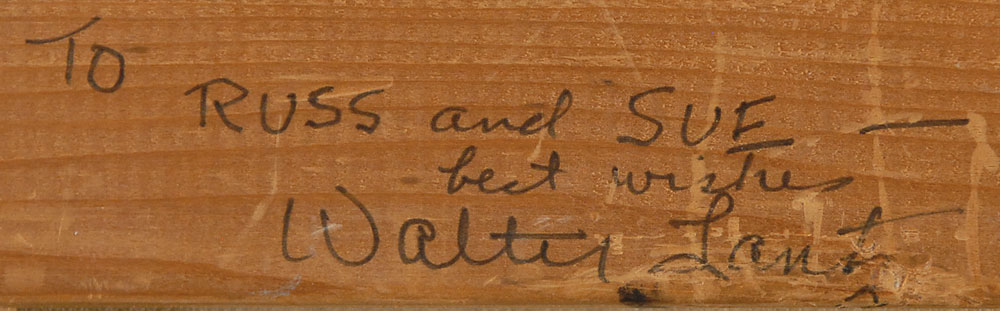 To
RUSS and SUE —
best wishes
Walter Lantz